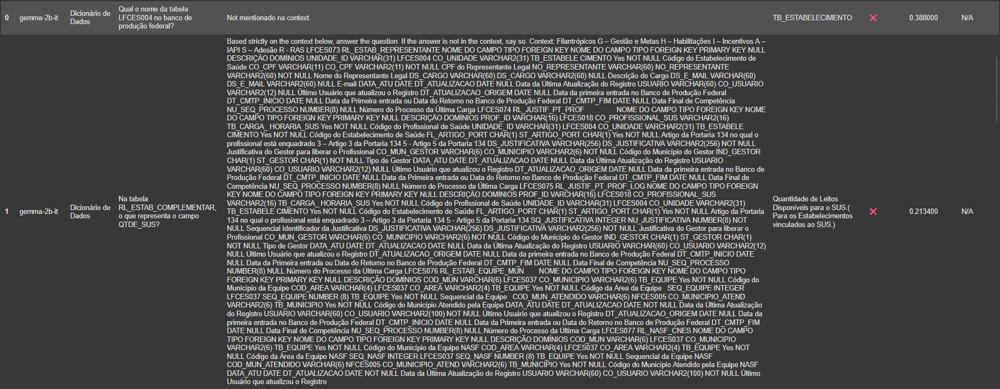 0
gemma-2b-it
Dicionário de
Dados
Qual o nome da tabela
LFCES004 no banco de
produção federal?
Not mentionado na context.
TB_ESTABELECIMENTO
0.388000
N/A
1
gemma-2b-it
Dicionário de
Dados
Na tabela
RL_ESTAB_COMPLEMENTAR,
o que representa o campo
QTDE_SUS?
Based strictly on the context below, answer the question. If the answer is not in the context, say so. Context: Filantrópicos G – Gestão e Metas H – Habilitações I – Incentivos A –
IAPI S – Adesão R - RAS LFCES073 RL_ESTAB_REPRESENTANTE NOME DO CAMPO TIPO FOREIGN KEY NOME DO CAMPO TIPO FOREIGN KEY PRIMARY KEY NULL
DESCRIÇÃO DOMÍNIOS UNIDADE_ID VARCHAR(31) LFCES004 CO_UNIDADE VARCHAR2(31) TB_ESTABELE CIMENTO Yes NOT NULL Código do Estabelecimento de
Saúde CO_CPF VARCHAR(11) CO_CPF VARCHAR2(11) NOT NULL CPF do Representante Legal NO_REPRESENTANTE VARCHAR(60) NO_REPRESENTANTE
VARCHAR2(60) NOT NULL Nome do Representante Legal DS_CARGO VARCHAR(60) DS_CARGO VARCHAR2(60) NULL Descrição do Cargo DS_E_MAIL VARCHAR(60)
DS_E_MAIL VARCHAR2(60) NULL E-mail DATA_ATU DATE DT_ATUALIZACAO DATE NULL Data da Última Atualização do Registro USUARIO VARCHAR(60) CO_USUARIO
VARCHAR2(12) NULL Último Usuário que atualizou o Registro DT_ATUALIZACAO_ORIGEM DATE NULL Data da primeira entrada no Banco de Produção Federal
DT_CMTP_INICIO DATE NULL Data da Primeira entrada ou Data do Retorno no Banco de Produção Federal DT_CMTP_FIM DATE NULL Data Final de Competência
NU_SEQ_PROCESSO NUMBER(8) NULL Número do Processo da Última Carga LFCES074 RL_JUSTIF_PT_PROF NOME DO CAMPO TIPO FOREIGN KEY NOME
DO CAMPO TIPO FOREIGN KEY PRIMARY KEY NULL DESCRIÇÃO DOMÍNIOS PROF_ID VARCHAR(16) LFCES018 CO_PROFISSIONAL_SUS VARCHAR2(16)
TB_CARGA_ HORARIA_SUS Yes NOT NULL Código do Profissional de Saúde UNIDADE_ID VARCHAR(31) LFCES004 CO_UNIDADE VARCHAR2(31) TB_ESTABELE
CIMENTO Yes NOT NULL Código do Estabelecimento de Saúde FL_ARTIGO_PORT CHAR(1) ST_ARTIGO_PORT CHAR(1) Yes NOT NULL Artigo da Portaria 134 no qual o
profissional está enquadrado 3 – Artigo 3 da Portaria 134 5 - Artigo 5 da Portaria 134 DS_JUSTIFICATIVA VARCHAR(256) DS_JUSTIFICATIVA VARCHAR2(256) NOT NULL
Justificativa do Gestor para liberar o Profissional CO_MUN_GESTOR VARCHAR(6) CO_MUNICIPIO VARCHAR2(6) NOT NULL Código do Município do Gestor IND_GESTOR
CHAR(1) ST_GESTOR CHAR(1) NOT NULL Tipo de Gestor DATA_ATU DATE DT_ATUALIZACAO DATE NULL Data da Última Atualização do Registro USUARIO
VARCHAR(60) CO_USUARIO VARCHAR2(12) NULL Último Usuário que atualizou o Registro DT_ATUALIZACAO_ORIGEM DATE NULL Data da primeira entrada no Banco de
Produção Federal DT_CMTP_INICIO DATE NULL Data da Primeira entrada ou Data do Retorno no Banco de Produção Federal DT_CMTP_FIM DATE NULL Data Final de
Competência NU_SEQ_PROCESSO NUMBER(8) NULL Número do Processo da Última Carga LFCES075 RL_JUSTIF_PT_PROF_LOG NOME DO CAMPO TIPO FOREIGN
KEY NOME DO CAMPO TIPO FOREIGN KEY PRIMARY KEY NULL DESCRIÇÃO DOMÍNIOS PROF_ID VARCHAR(16) LFCES018 CO_PROFISSIONAL_SUS
VARCHAR2(16) TB_CARGA_ HORARIA_SUS Yes NOT NULL Código do Profissional de Saúde UNIDADE_ID VARCHAR(31) LFCES004 CO_UNIDADE VARCHAR2(31)
TB_ESTABELE CIMENTO Yes NOT NULL Código do Estabelecimento de Saúde FL_ARTIGO_PORT CHAR(1) ST_ARTIGO_PORT CHAR(1) Yes NOT NULL Artigo da Portaria
134 no qual o profissional está enquadrado 3 – Artigo 3 da Portaria 134 5 - Artigo 5 da Portaria 134 SQ_JUSTIFICATIVA INTEGER NU_JUSTIFICATIVA NUMBER(8) NOT
NULL Sequencial Identificador da Justificativa DS_JUSTIFICATIVA VARCHAR(256) DS_JUSTIFICATIVA VARCHAR2(256) NOT NULL Justificativa do Gestor para liberar o
Profissional CO_MUN_GESTOR VARCHAR(6) CO_MUNICIPIO VARCHAR2(6) NOT NULL Código do Município do Gestor IND_GESTOR CHAR(1) ST_GESTOR CHAR(1)
NOT NULL Tipo de Gestor DATA_ATU DATE DT_ATUALIZACAO DATE NULL Data da Última Atualização do Registro USUARIO VARCHAR(60) CO_USUARIO VARCHAR2(12)
NULL Último Usuário que atualizou o Registro DT_ATUALIZACAO_ORIGEM DATE NULL Data da primeira entrada no Banco de Produção Federal DT_CMTP_INICIO DATE
NULL Data da Primeira entrada ou Data do Retorno no Banco de Produção Federal DT_CMTP_FIM DATE NULL Data Final de Competência NU_SEQ_PROCESSO
NUMBER(8) NULL Número do Processo da Última Carga LFCES076 RL_ESTAB_EQUIPE_MUN NOME DO CAMPO TIPO FOREIGN KEY NOME DO CAMPO TIPO
FOREIGN KEY PRIMARY KEY NULL DESCRIÇÃO DOMÍNIOS COD_MUN VARCHAR(6) LFCES037 CO_MUNICIPIO VARCHAR2(6) TB_EQUIPE Yes NOT NULL Código do
Município da Equipe COD_AREA VARCHAR(4) LFCES037 CO_AREA VARCHAR2(4) TB_EQUIPE Yes NOT NULL Código da Área da Equipe SEQ_EQUIPE INTEGER
LFCES037 SEQ_EQUIPE NUMBER (8) TB_EQUIPE Yes NOT NULL Sequencial da Equipe COD_MUN_ATENDIDO VARCHAR(6) NFCES005 CO_MUNICIPIO_ATEND
VARCHAR2(6) TB_MUNICIPIO Yes NOT NULL Código do Município Atendido pela Equipe DATA_ATU DATE DT_ATUALIZACAO DATE NOT NULL Data da Última Atualização
do Registro USUARIO VARCHAR(60) CO_USUARIO VARCHAR2(100) NOT NULL Último Usuário que atualizou o Registro DT_ATUALIZACAO_ORIGEM DATE NULL Data da
primeira entrada no Banco de Produção Federal DT_CMTP_INICIO DATE NULL Data da Primeira entrada ou Data do Retorno no Banco de Produção Federal DT_CMTP_FIM
DATE NULL Data Final de Competência NU_SEQ_PROCESSO NUMBER(8) NULL Número do Processo da Última Carga LFCES077 RL_NASF_CNES NOME DO CAMPO
TIPO FOREIGN KEY NOME DO CAMPO TIPO FOREIGN KEY PRIMARY KEY NULL DESCRIÇÃO DOMÍNIOS COD_MUN VARCHAR(6) LFCES037 CO_MUNICIPIO
VARCHAR2(6) TB_EQUIPE Yes NOT NULL Código do Município da Equipe NASF COD_AREA VARCHAR(4) LFCES037 CO_AREA VARCHAR2(4) TB_EQUIPE Yes NOT
NULL Código da Área da Equipe NASF SEQ_NASF INTEGER LFCES037 SEQ_NASF NUMBER (8) TB_EQUIPE Yes NOT NULL Sequencial da Equipe NASF
COD_MUN_ATENDIDO VARCHAR(6) NFCES005 CO_MUNICIPIO_ATEND VARCHAR2(6) TB_MUNICIPIO Yes NOT NULL Código do Município Atendido pela Equipe NASF
DATA_ATU DATE DT_ATUALIZACAO DATE NOT NULL Data da Última Atualização do Registro USUARIO VARCHAR(60) CO_USUARIO VARCHAR2(100) NOT NULL Último
Usuário que atualizou o Registro
Quantidade de Leitos
Disponíveis para o SUS.(
Para os Estabelecimentos
vinculados ao SUS.)
0.213400
N/A